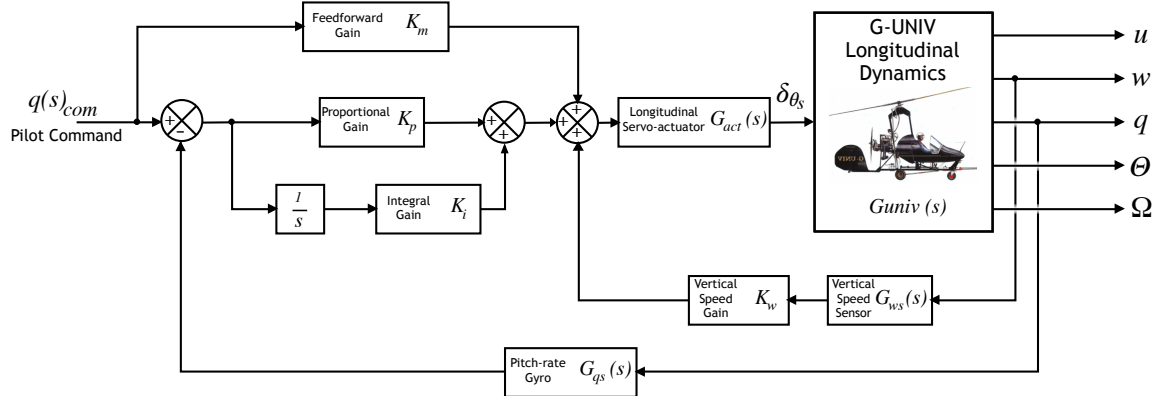 Feedforward Gain K_m
G-UNIV
Longitudinal
Dynamics
u
w
q
Θ
Ω
q(s)_com
Pilot Command
+
−
Proportional Gain K_p
+
+
+
+
+
Longitudinal Servo-actuator G_act(s)
δ_θs
1/s
Integral Gain K_i
G-UNIV
Guniv (s)
Vertical Speed Gain K_w
Vertical Speed Sensor G_ws(s)
Pitch-rate Gyro G_qs(s)